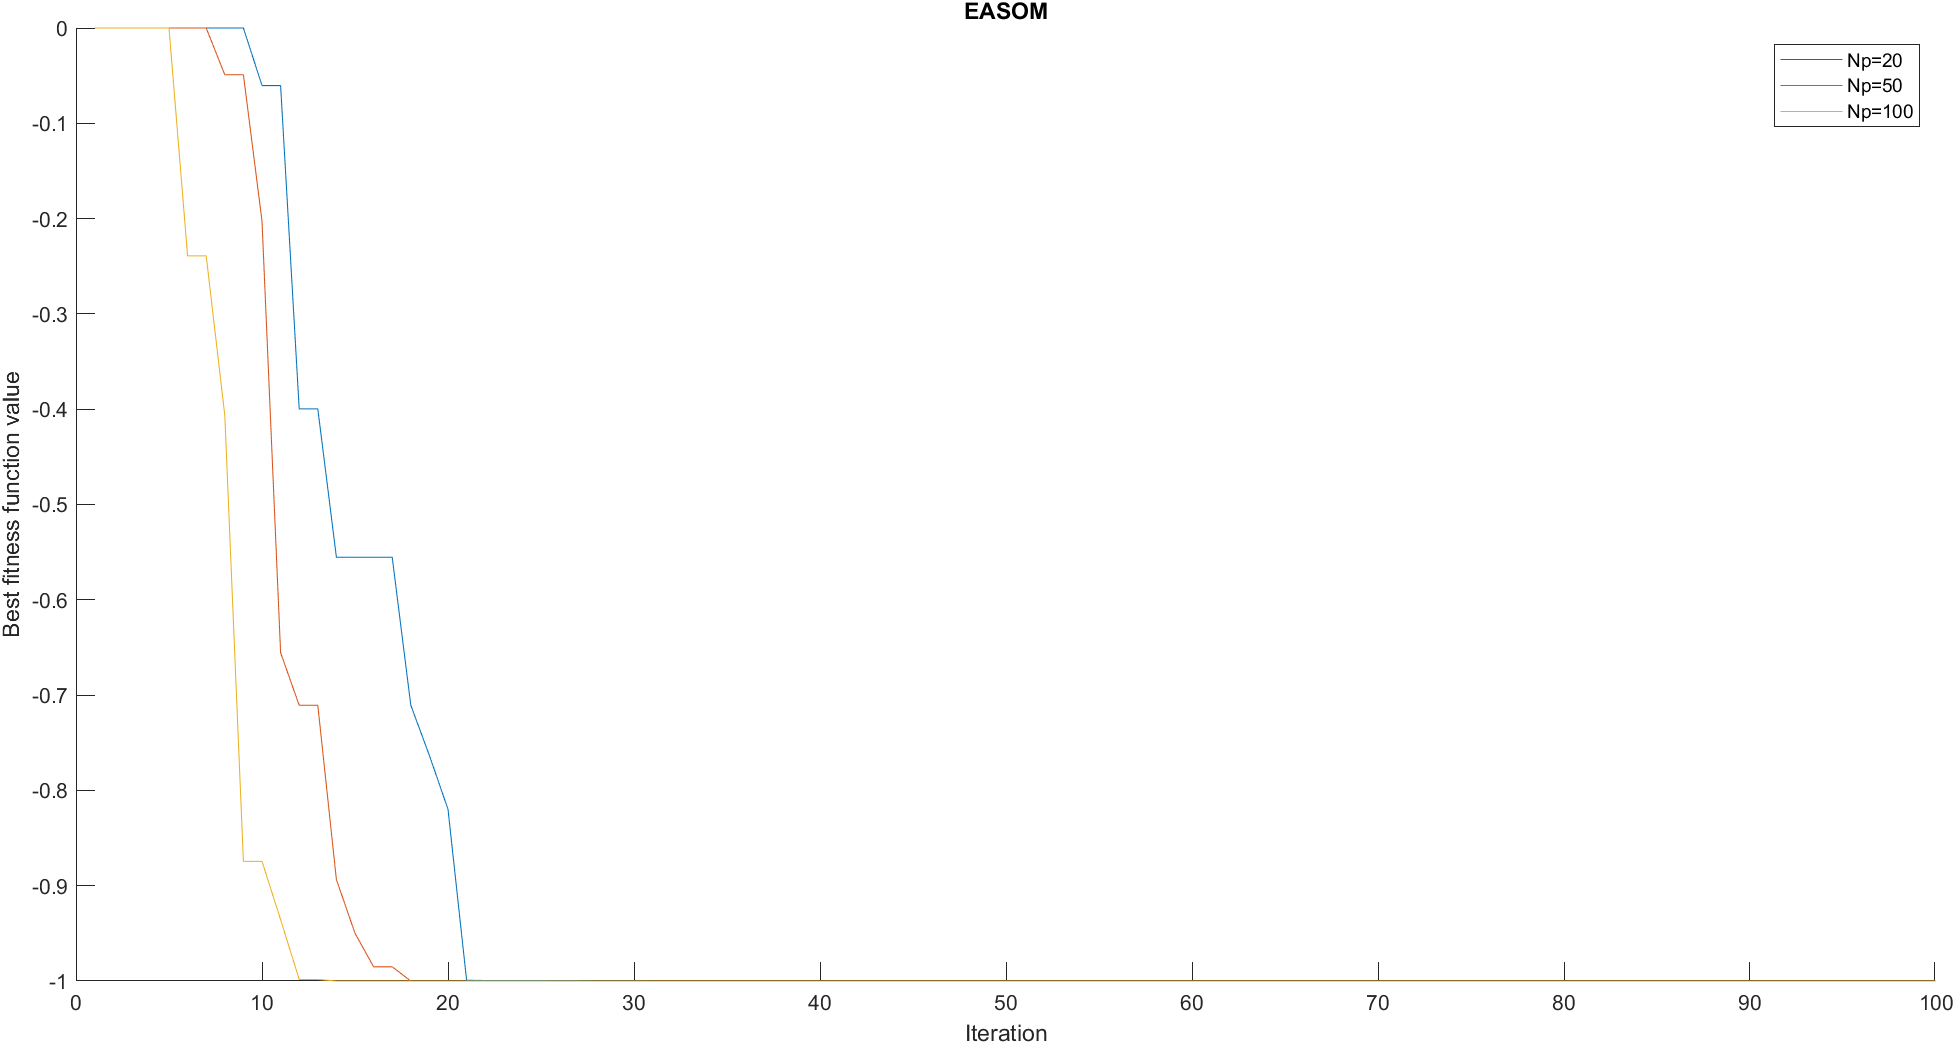 EASOM
Np=20
Np=50
Np=100
0
-0.1
-0.2
-0.3
-0.4
-0.5
-0.6
-0.7
-0.8
-0.9
-1
Best fitness function value
0 10 20 30 40 50 60 70 80 90 100
Iteration